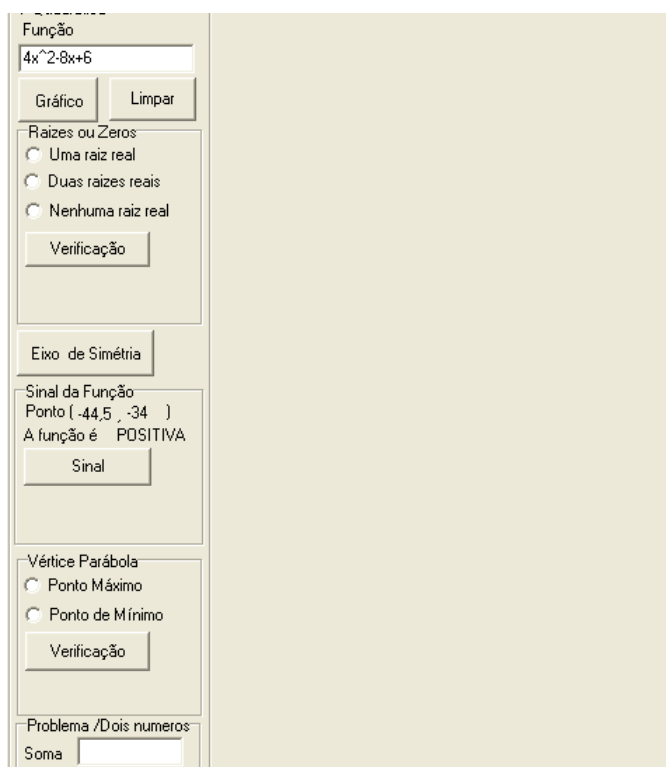 Função
4x^2-8x+6
Gráfico Limpar
Raizes ou Zeros
Uma raiz real
Duas raizes reais
Nenhuma raiz real
Verificação
Eixo de Simétria
Sinal da Função
Ponto ( -44,5 , -34 )
A função é POSITIVA
Sinal
Vértice Parábola
Ponto Máximo
Ponto de Mínimo
Verificação
Problema /Dois numeros
Soma